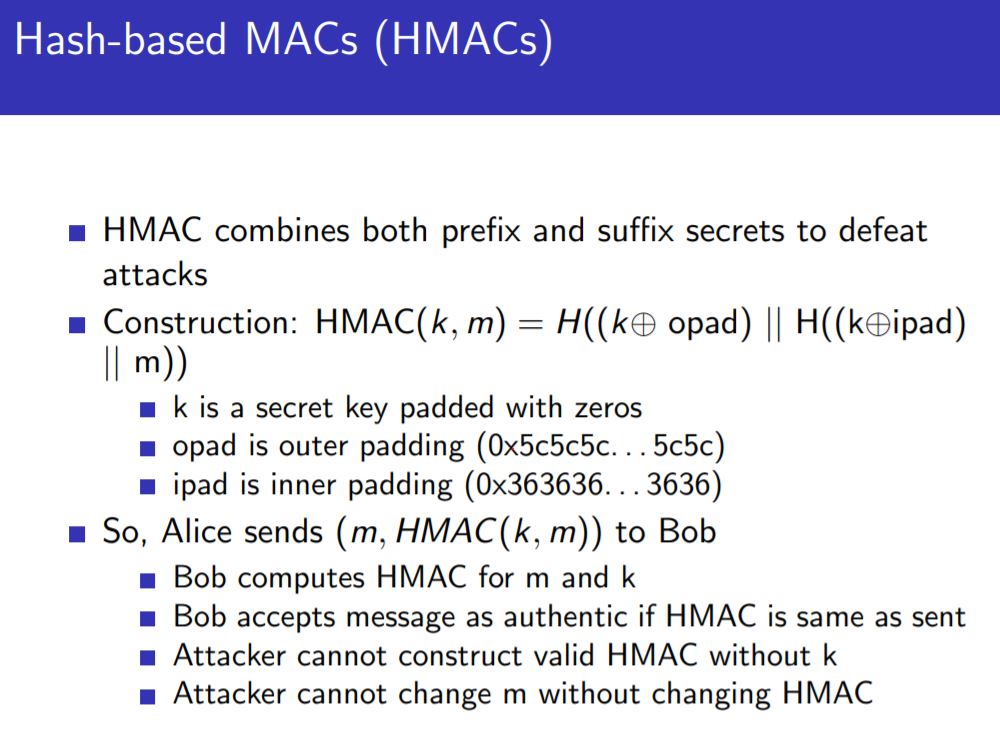 Hash-based MACs (HMACs)
HMAC combines both prefix and suffix secrets to defeat
attacks
Construction: HMAC(k, m) = H((k⊕ opad) || H((k⊕ipad)
|| m))
k is a secret key padded with zeros
opad is outer padding (0x5c5c5c...5c5c)
ipad is inner padding (0x363636...3636)
So, Alice sends (m, HMAC(k, m)) to Bob
Bob computes HMAC for m and k
Bob accepts message as authentic if HMAC is same as sent
Attacker cannot construct valid HMAC without k
Attacker cannot change m without changing HMAC